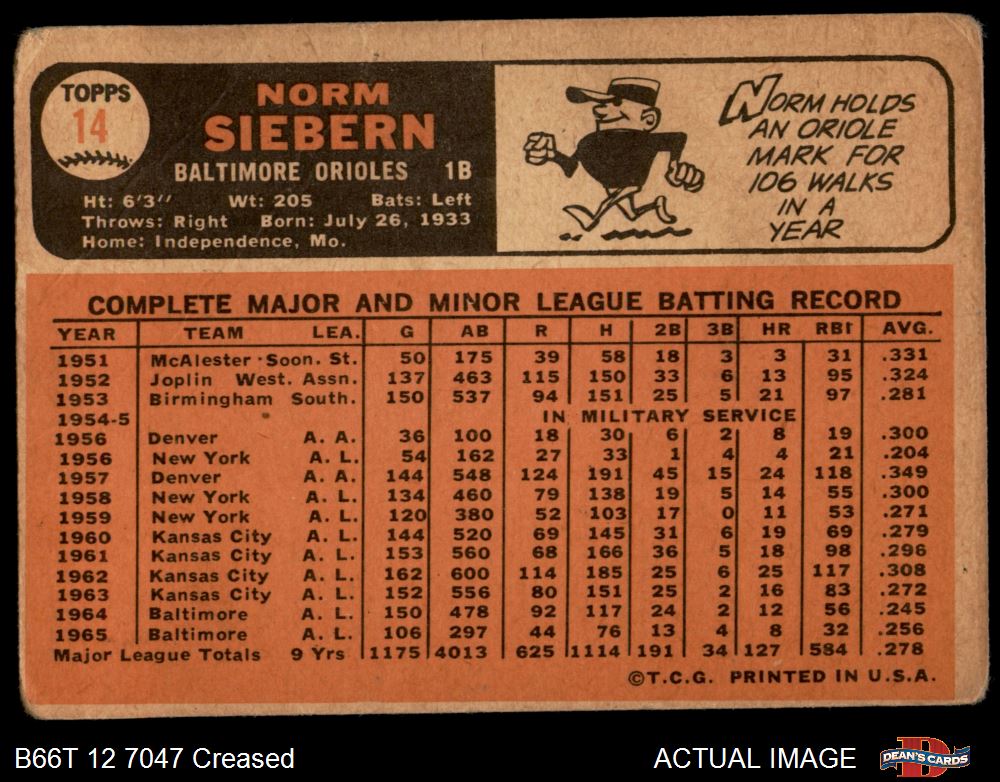 TOPPS
14
NORM
SIEBERN
BALTIMORE ORIOLES 1B
Ht: 6'3" Wt: 205 Bats: Left
Throws: Right Born: July 26, 1933
Home: Independence, Mo.
NORM HOLDS
AN ORIOLE
MARK FOR
106 WALKS
IN A
YEAR
COMPLETE MAJOR AND MINOR LEAGUE BATTING RECORD
YEAR TEAM LEA. G AB R H 2B 3B HR RBI AVG.
1951 McAlester Soon. St. 50 175 39 58 18 3 3 31 .331
1952 Joplin West. Assn. 137 463 115 150 33 6 13 95 .324
1953 Birmingham South. 150 537 94 151 25 5 21 97 .281
1954-5 IN MILITARY SERVICE
1956 Denver A. A. 36 100 18 30 6 2 8 19 .300
1956 New York A. L. 54 162 27 33 1 4 4 21 .204
1957 Denver A. A. 144 548 124 191 45 15 24 118 .349
1958 New York A. L. 134 460 79 138 19 5 14 55 .300
1959 New York A. L. 120 380 52 103 17 0 11 53 .271
1960 Kansas City A. L. 144 520 69 145 31 6 19 69 .279
1961 Kansas City A. L. 153 560 68 166 36 5 18 98 .296
1962 Kansas City A. L. 162 600 114 185 25 6 25 117 .308
1963 Kansas City A. L. 152 556 80 151 25 2 16 83 .272
1964 Baltimore A. L. 150 478 92 117 24 2 12 56 .245
1965 Baltimore A. L. 106 297 44 76 13 4 8 32 .256
Major League Totals 9 Yrs 1175 4013 625 1114 191 34 127 584 .278
©T.C.G. PRINTED IN U.S.A.
B66T 12 7047 Creased
ACTUAL IMAGE
DEAN'S CARDS